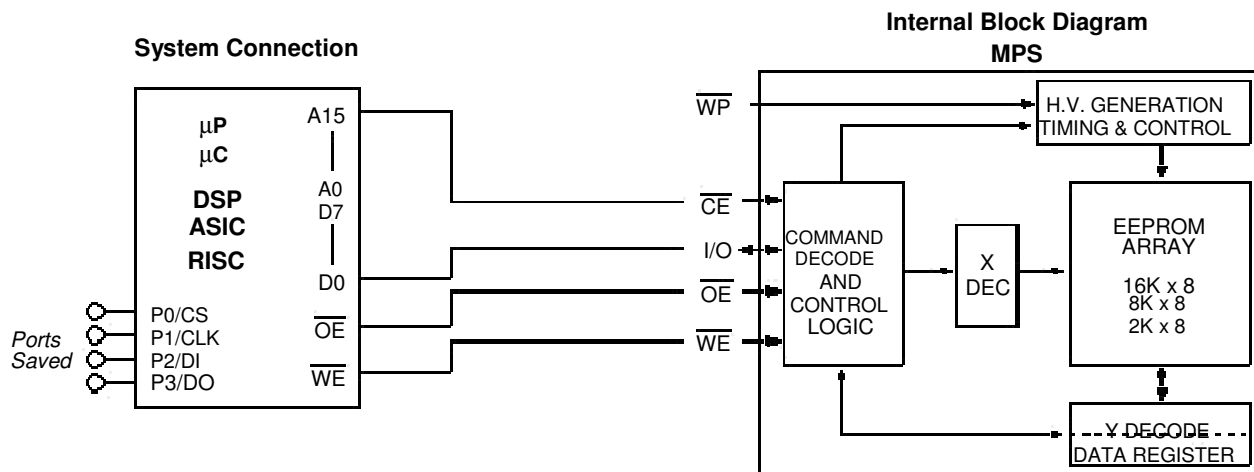 System Connection
µP
µC
DSP
ASIC
RISC
A15
A0
D7
D0
OE
WE
P0/CS
P1/CLK
P2/DI
P3/DO
Ports
Saved
Internal Block Diagram
MPS
WP
CE
I/O
OE
WE
H.V. GENERATION
TIMING & CONTROL
COMMAND
DECODE
AND
CONTROL
LOGIC
X
DEC
EEPROM
ARRAY
16K x 8
8K x 8
2K x 8
Y DECODE
DATA REGISTER